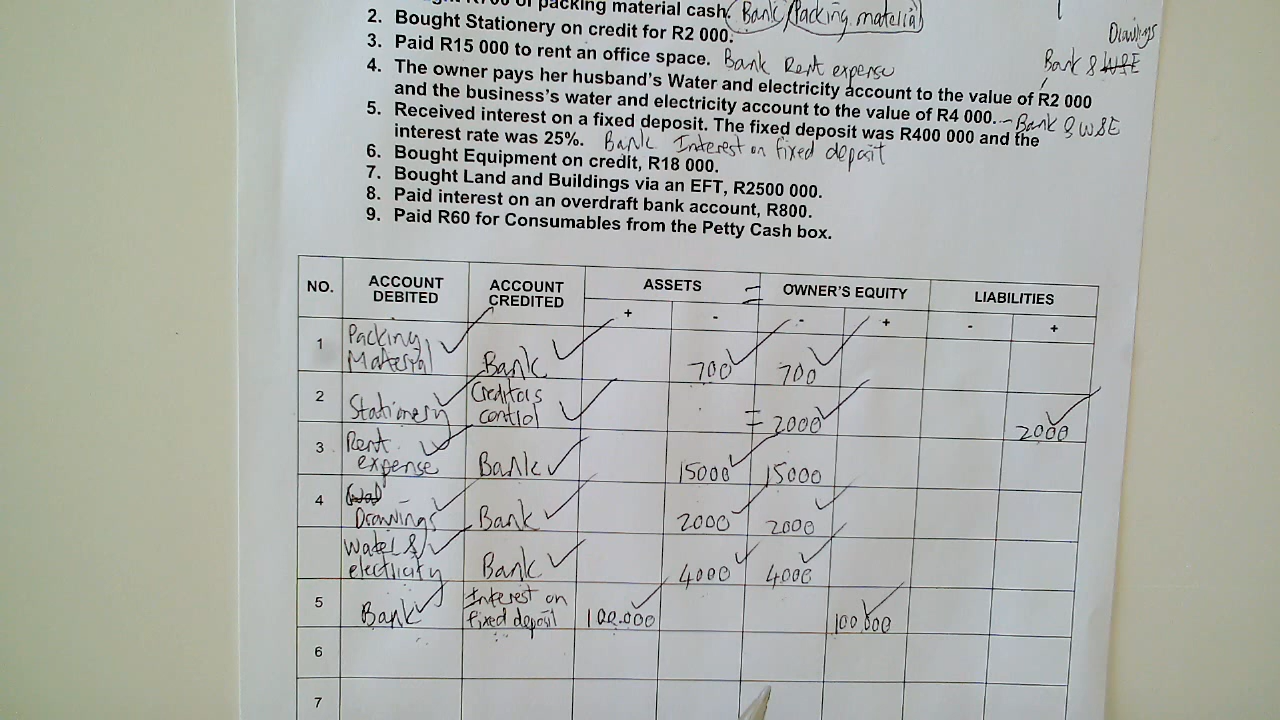 of packing material cash. Bank Packing material
2. Bought Stationery on credit for R2 000.
Drawings
3. Paid R15 000 to rent an office space. Bank Rent expense
Bank & W&E
4. The owner pays her husband's Water and electricity account to the value of R2 000
and the business's water and electricity account to the value of R4 000. - Bank & W&E
5. Received interest on a fixed deposit. The fixed deposit was R400 000 and the
interest rate was 25%. Bank Interest on fixed deposit
6. Bought Equipment on credit, R18 000.
7. Bought Land and Buildings via an EFT, R2500 000.
8. Paid interest on an overdraft bank account, R800.
9. Paid R60 for Consumables from the Petty Cash box.
NO. ACCOUNT DEBITED ACCOUNT CREDITED ASSETS = OWNER'S EQUITY LIABILITIES
+ - - + - +
1 Packing Material Bank 700 700
2 Stationery Creditors control = 2000 2000
3 Rent expense Bank 15000 15000
4 Drawings Bank 2000 2000
Water & electricity Bank 4000 4000
5 Bank Interest on fixed deposit 100.000 100 000
6
7